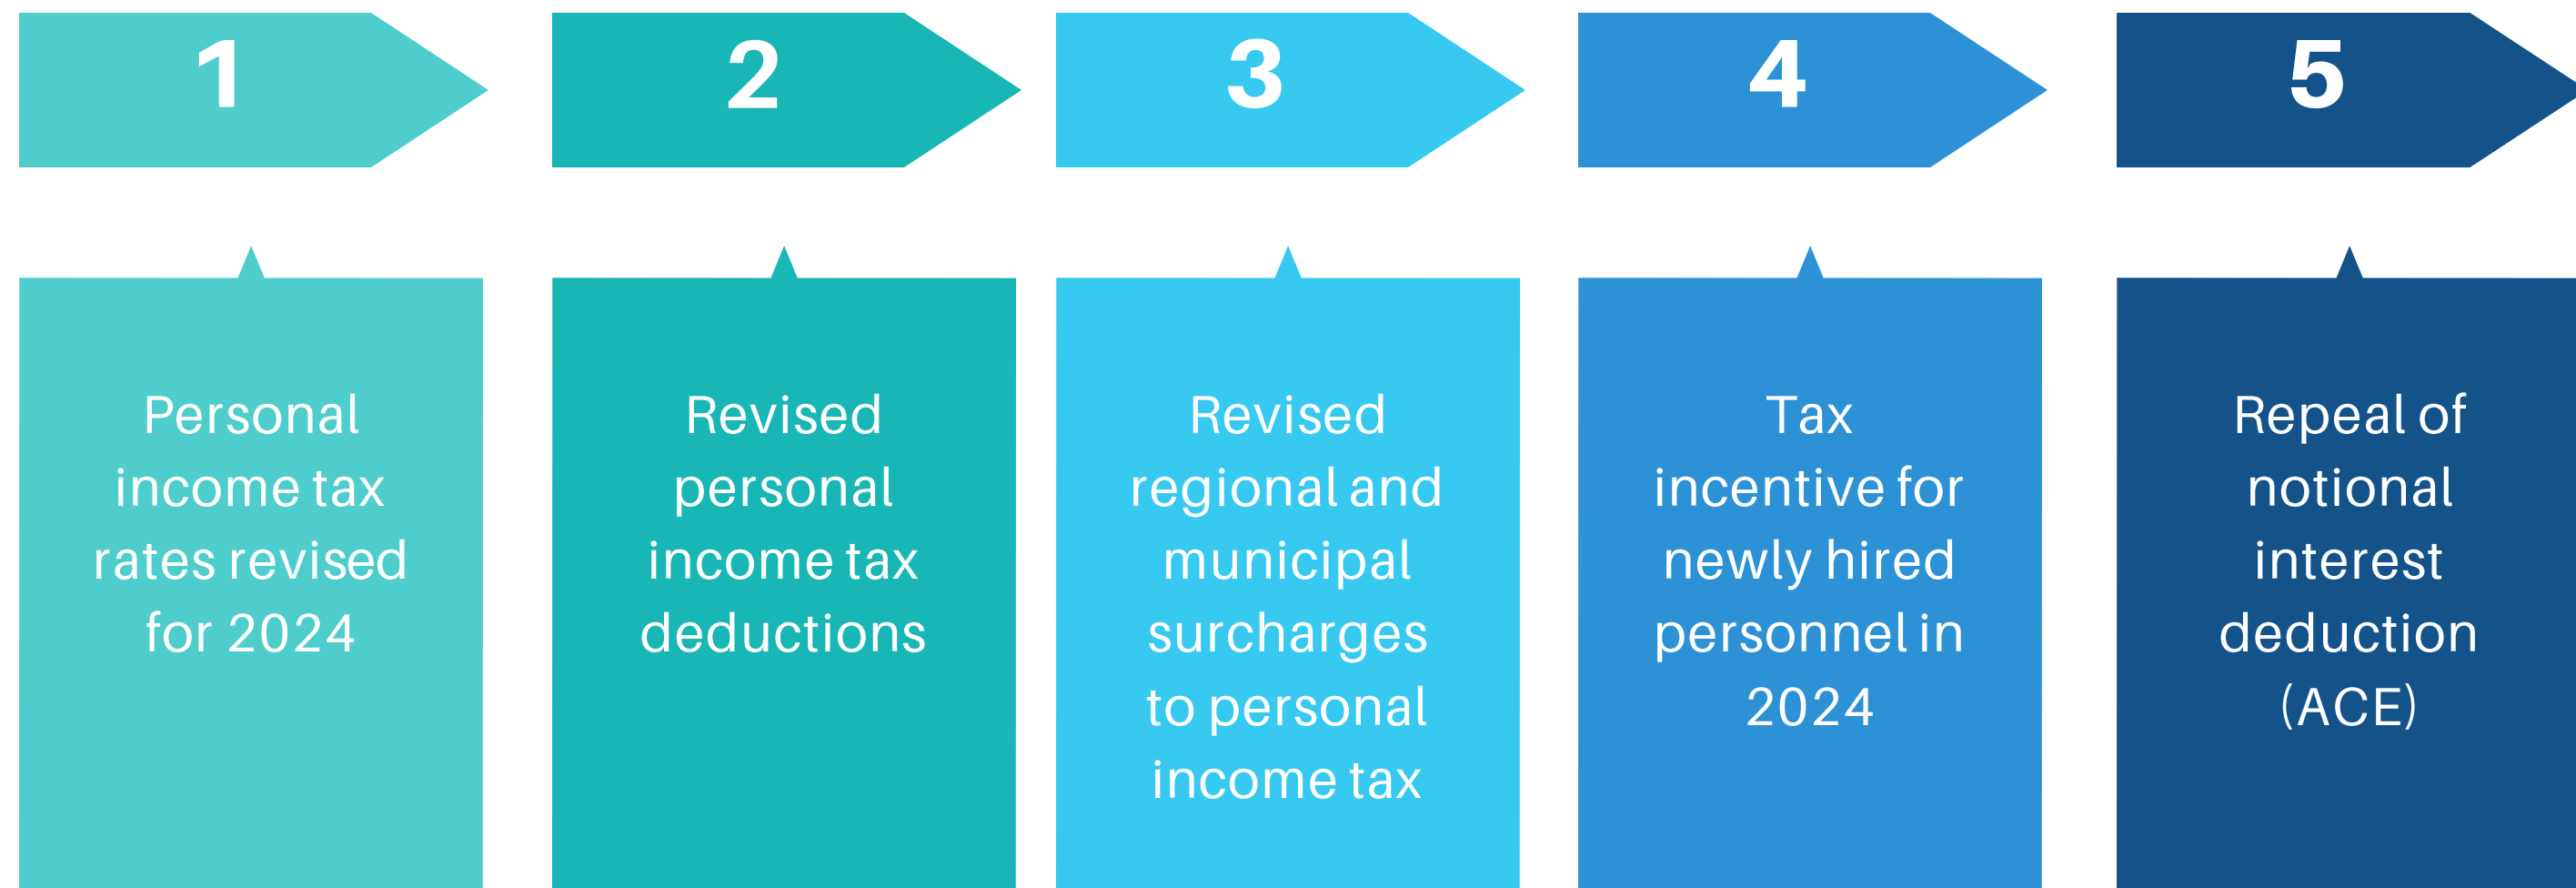 1
2
3
4
5
Personal
income tax
rates revised
for 2024
Revised
personal
income tax
deductions
Revised
regional and
municipal
surcharges
to personal
income tax
Tax
incentive for
newly hired
personnel in
2024
Repeal of
notional
interest
deduction
(ACE)